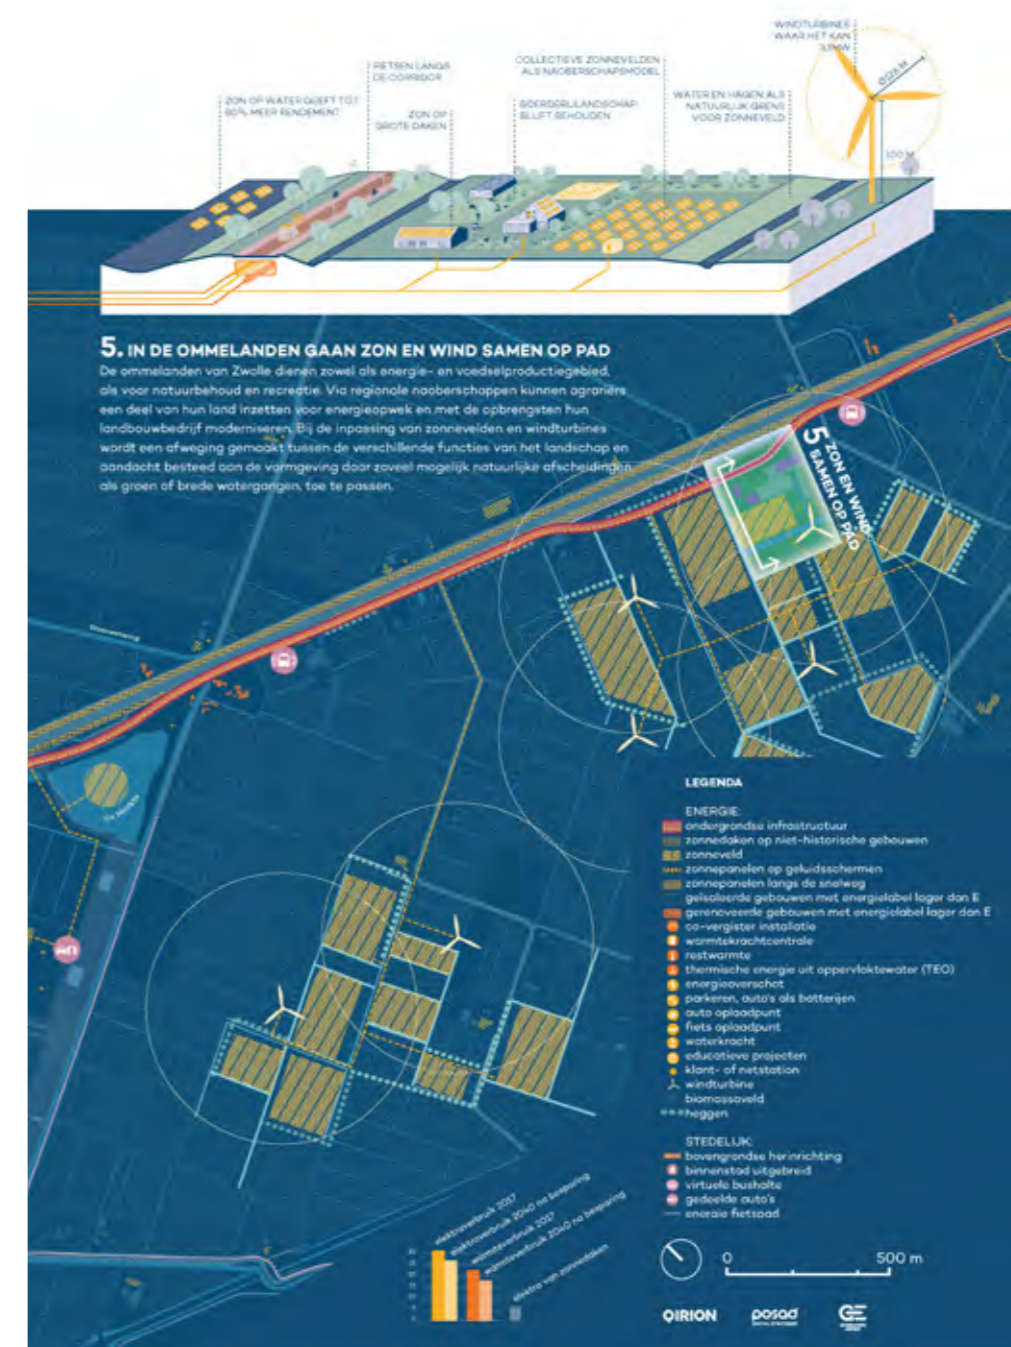 WINDTURBINES
WAAR HET KAN
3,1MW
Ø126 M
100 M
COLLECTIEVE ZONNEVELDEN
ALS NAOBERSCHAPSMODEL
FIETSEN LANGS
DE CORRIDOR
ZON OP WATER GEEFT TOT
60% MEER RENDEMENT
ZON OP
GROTE DAKEN
BOERDERIJLANDSCHAP
BLIJFT BEHOUDEN
WATER EN HAGEN ALS
NATUURLIJK GRENS
VOOR ZONNEVELD
5. IN DE OMMELANDEN GAAN ZON EN WIND SAMEN OP PAD
De ommelanden van Zwolle dienen zowel als energie- en voedselproductiegebied,
als voor natuurbehoud en recreatie. Via regionale naoberschappen kunnen agrariërs
een deel van hun land inzetten voor energieopwek en met de opbrengsten hun
landbouwbedrijf moderniseren. Bij de inpassing van zonnevelden en windturbines
wordt een afweging gemaakt tussen de verschillende functies van het landschap en
aandacht besteed aan de vormgeving door zoveel mogelijk natuurlijke afscheidingen,
als groen of brede watergangen, toe te passen.
5 ZON EN WIND
SAMEN OP PAD
LEGENDA
ENERGIE:
ondergrondse infrastructuur
zonnedaken op niet-historische gebouwen
zonneveld
zonnepanelen op geluidsschermen
zonnepanelen langs de snelweg
geïsoleerde gebouwen met energielabel lager dan E
gerenoveerde gebouwen met energielabel lager dan E
co-vergister installatie
warmtekrachtcentrale
restwarmte
thermische energie uit oppervlaktewater (TEO)
energieoverschot
parkeren, auto's als batterijen
auto oplaadpunt
fiets oplaadpunt
waterkracht
educatieve projecten
klant- of netstation
windturbine
biomassaveld
heggen
STEDELIJK:
bovengrondse herinrichting
binnenstad uitgebreid
virtuele bushalte
gedeelde auto's
energie fietspad
elektraverbruik 2017
elektraverbruik 2040 na besparing
warmteverbruik 2017
warmteverbruik 2040 na besparing
elektra van zonnedaken
0 500 m
QIRION
posad